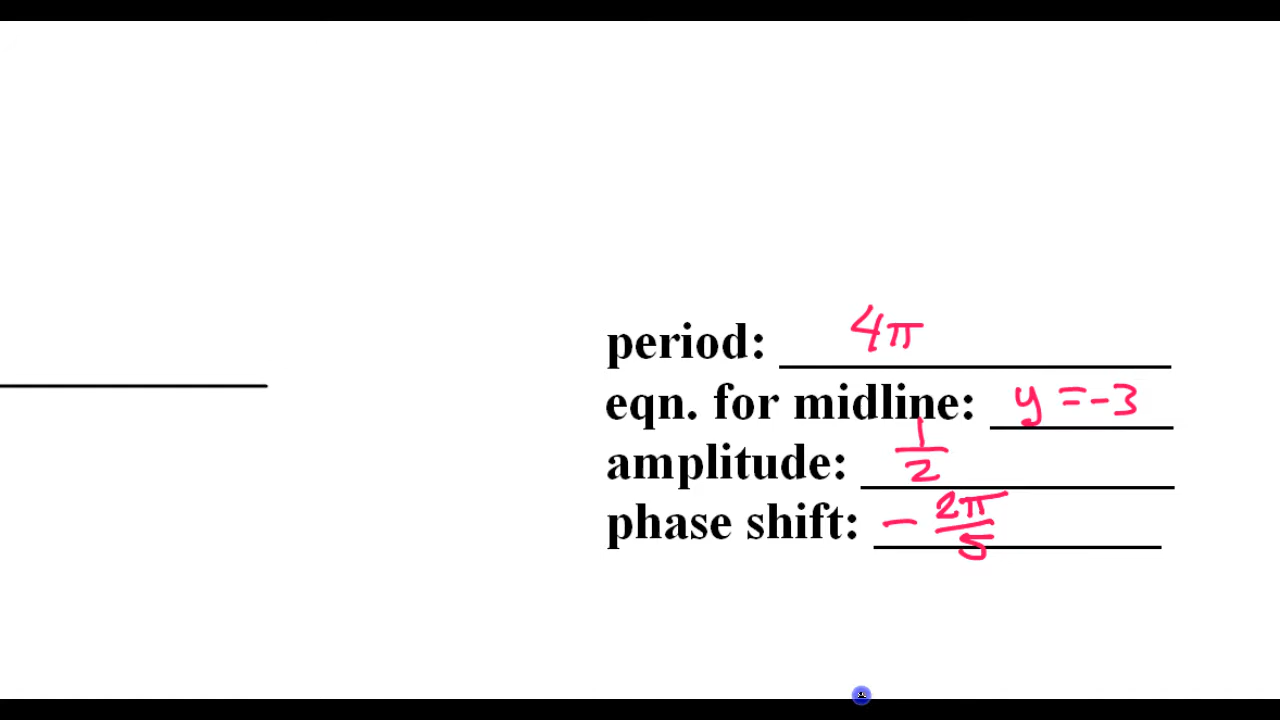 period: 4π
eqn. for midline: y = -3
amplitude: 1/2
phase shift: - 2π/5